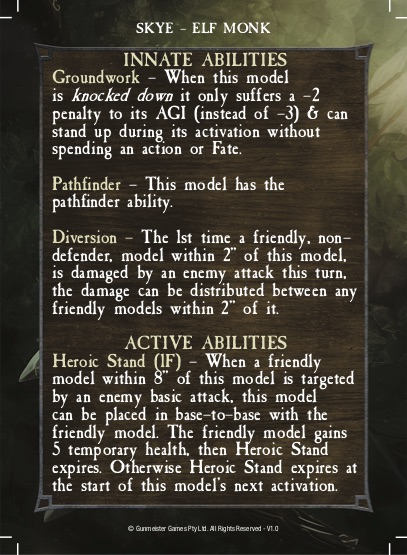 SKYE – ELF MONK
INNATE ABILITIES
Groundwork – When this model
is knocked down it only suffers a –2
penalty to its AGI (instead of –3) & can
stand up during its activation without
spending an action or Fate.
Pathfinder – This model has the
pathfinder ability.
Diversion – The 1st time a friendly, non–
defender, model within 2” of this model,
is damaged by an enemy attack this turn,
the damage can be distributed between any
friendly models within 2” of it.
ACTIVE ABILITIES
Heroic Stand (1F) – When a friendly
model within 8” of this model is targeted
by an enemy basic attack, this model
can be placed in base–to–base with the
friendly model. The friendly model gains
5 temporary health, then Heroic Stand
expires. Otherwise Heroic Stand expires at
the start of this model’s next activation.
© Gunmeister Games Pty Ltd. All Rights Reserved - V1.0